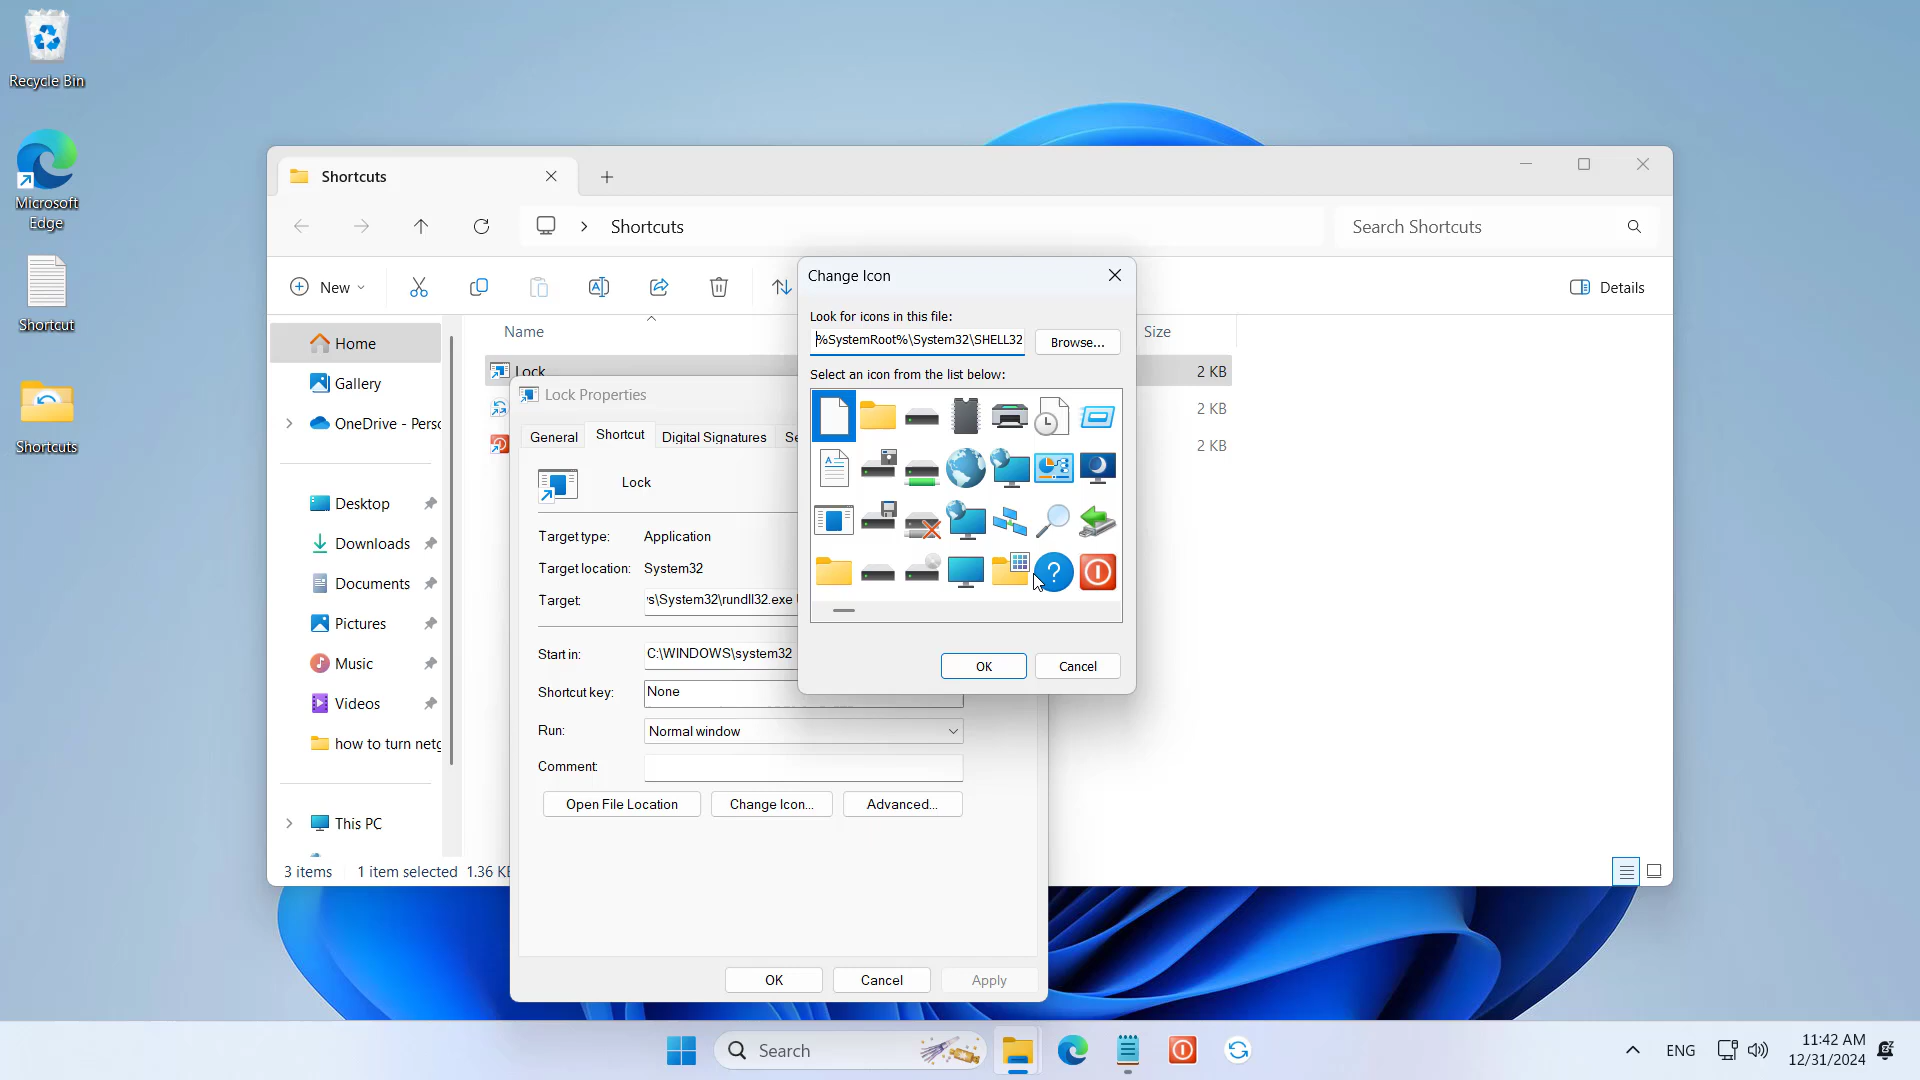 Recycle Bin
Microsoft
Edge
Shortcut
Shortcuts
Shortcuts
Shortcuts
Search Shortcuts
New
Details
Home
Gallery
OneDrive - Perso
Desktop
Downloads
Documents
Pictures
Music
Videos
how to turn netg
This PC
Name
Size
Lock
2 KB
2 KB
2 KB
3 items
1 item selected
1.36 KB
Lock Properties
General
Shortcut
Digital Signatures
Se
Lock
Target type:
Application
Target location:
System32
Target:
s\System32\rundll32.exe
Start in:
C:\WINDOWS\system32
Shortcut key:
None
Run:
Normal window
Comment:
Open File Location
Change Icon...
Advanced...
OK
Cancel
Apply
Change Icon
Look for icons in this file:
%SystemRoot%\System32\SHELL32
Browse...
Select an icon from the list below:
OK
Cancel
Search
ENG
11:42 AM
12/31/2024